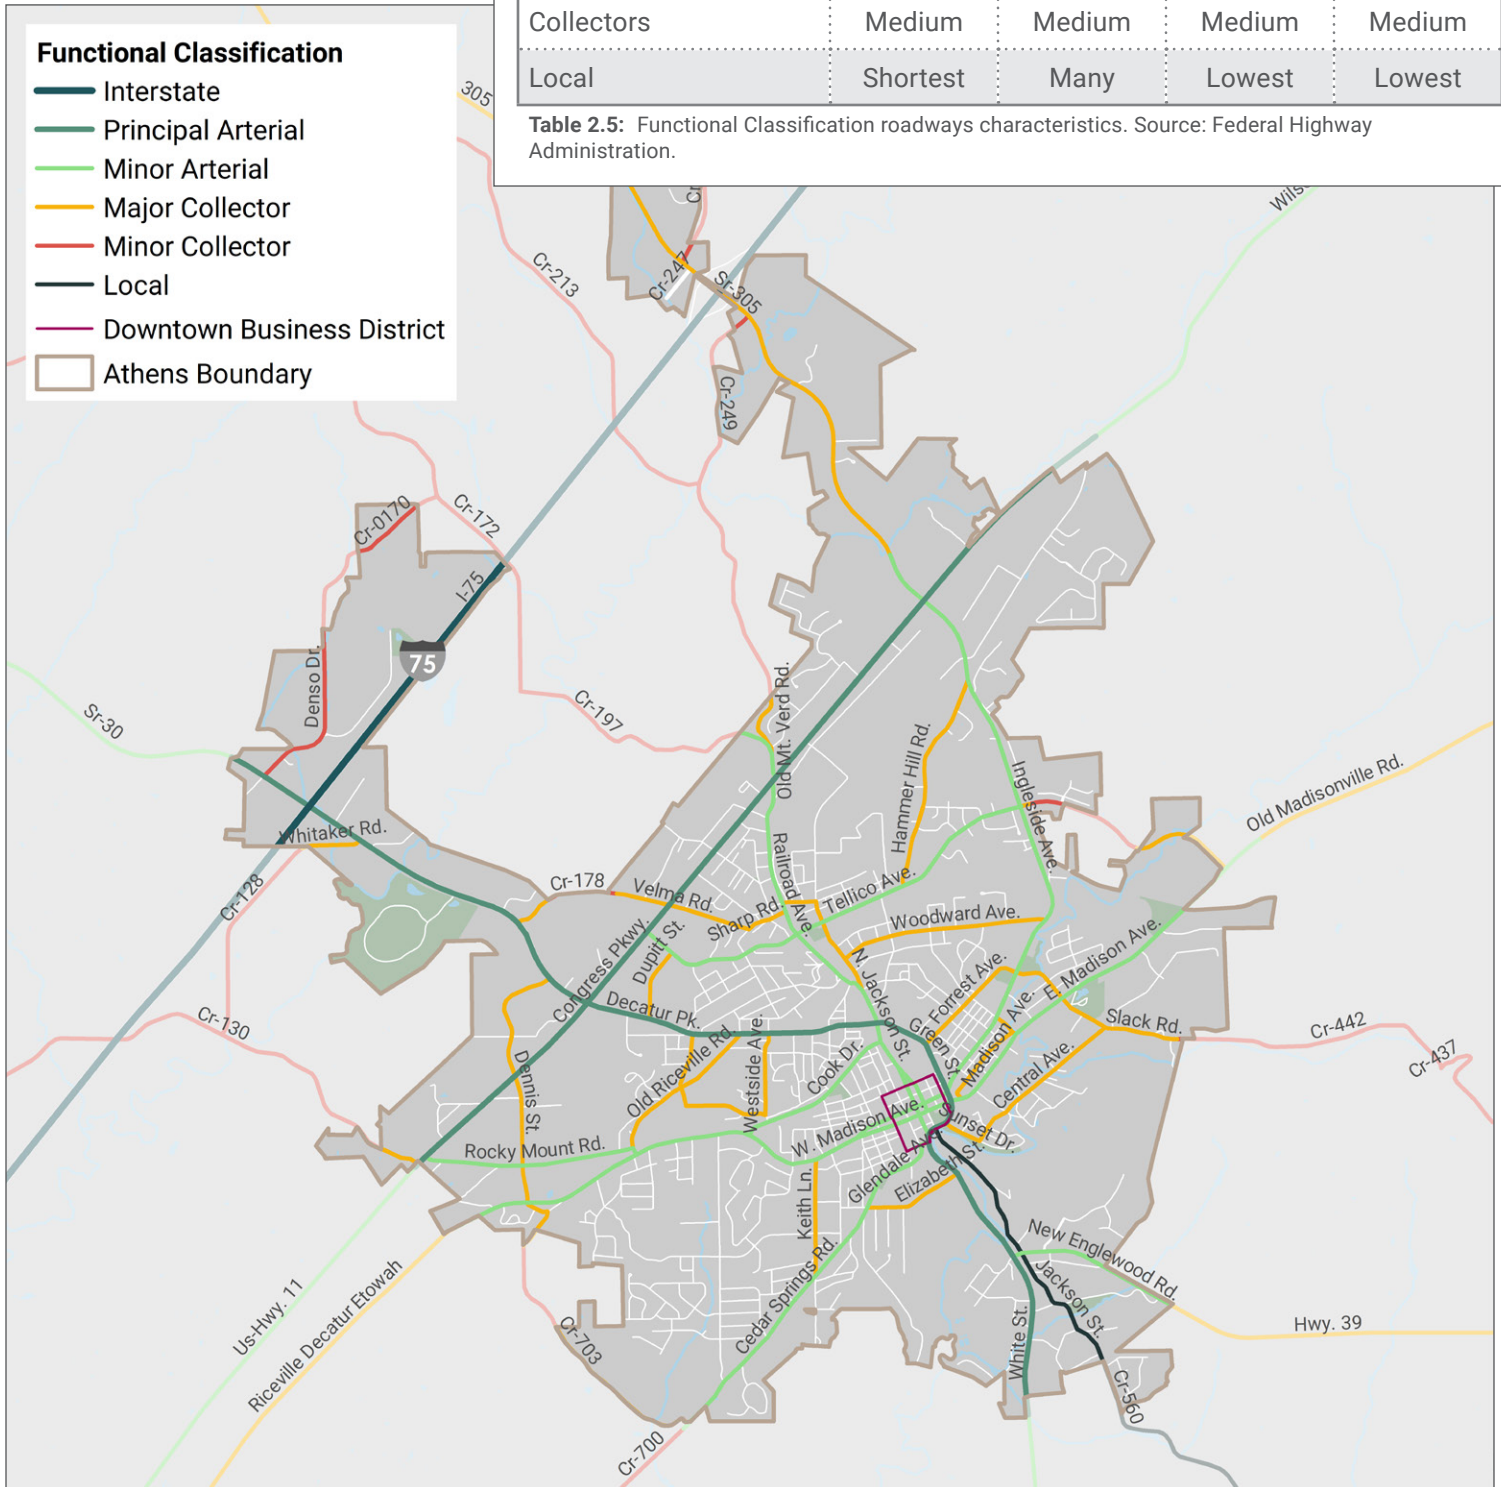 Collectors Medium Medium Medium Medium
Local Shortest Many Lowest Lowest
Table 2.5: Functional Classification roadways characteristics. Source: Federal Highway
Administration.
Functional Classification
Interstate
Principal Arterial
Minor Arterial
Major Collector
Minor Collector
Local
Downtown Business District
Athens Boundary
305
Cr-213
Cr-247
Sr-305
Cr-249
Cr-0170
Cr-172
I-75
75
Denso Dr.
Sr-30
Cr-197
Old Mt. Verd Rd.
Hammer Hill Rd.
Ingleside Ave.
Old Madisonville Rd.
Whitaker Rd.
Cr-128
Cr-178
Velma Rd.
Railroad Ave.
Sharp Rd.
Tellico Ave.
Woodward Ave.
Congress Pkwy.
Dupitt St.
N. Jackson St.
Forrest Ave.
E. Madison Ave.
Decatur Pk.
Green St.
Madison Ave.
Slack Rd.
Cr-442
Cr-437
Cr-130
Dennis St.
Old Riceville Rd.
Westside Ave.
Cook Dr.
Central Ave.
W. Madison Ave.
Sunset Dr.
Rocky Mount Rd.
Glendale Ave.
Elizabeth St.
Keith Ln.
New Englewood Rd.
Jackson St.
Cedar Springs Rd.
White St.
Hwy. 39
Us-Hwy. 11
Riceville Decatur Etowah
Cr-703
Cr-560
Cr-700